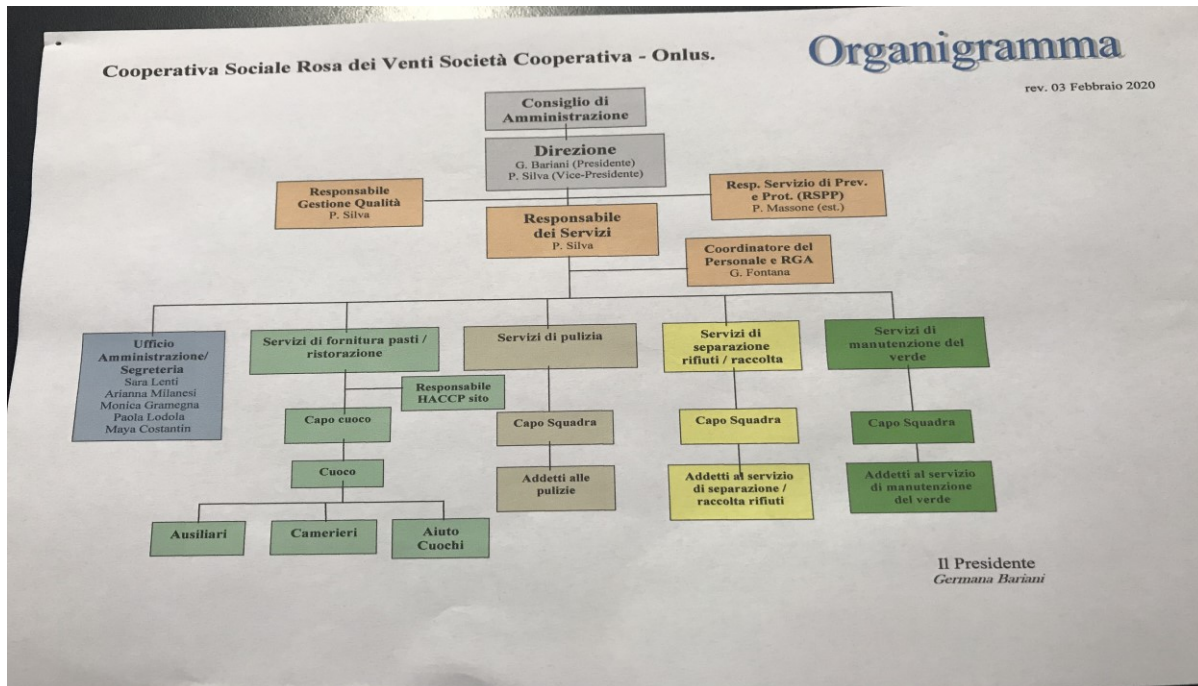 Organigramma
Cooperativa Sociale Rosa dei Venti Società Cooperativa - Onlus.
rev. 03 Febbraio 2020
Consiglio di
Amministrazione
Direzione
G. Bariani (Presidente)
P. Silva (Vice-Presidente)
Responsabile
Gestione Qualità
P. Silva
Resp. Servizio di Prev.
e Prot. (RSPP)
P. Massone (est.)
Responsabile
dei Servizi
P. Silva
Coordinatore del
Personale e RGA
G. Fontana
Ufficio
Amministrazione/
Segreteria
Sara Lenti
Arianna Milanesi
Monica Gramegna
Paola Lodola
Maya Costantin
Servizi di fornitura pasti /
ristorazione
Responsabile
HACCP sito
Capo cuoco
Cuoco
Ausiliari
Camerieri
Aiuto
Cuochi
Servizi di pulizia
Capo Squadra
Addetti alle
pulizie
Servizi di
separazione
rifiuti / raccolta
Capo Squadra
Addetti al servizio
di separazione /
raccolta rifiuti
Servizi di
manutenzione del
verde
Capo Squadra
Addetti al servizio
di manutenzione
del verde
Il Presidente
Germana Bariani